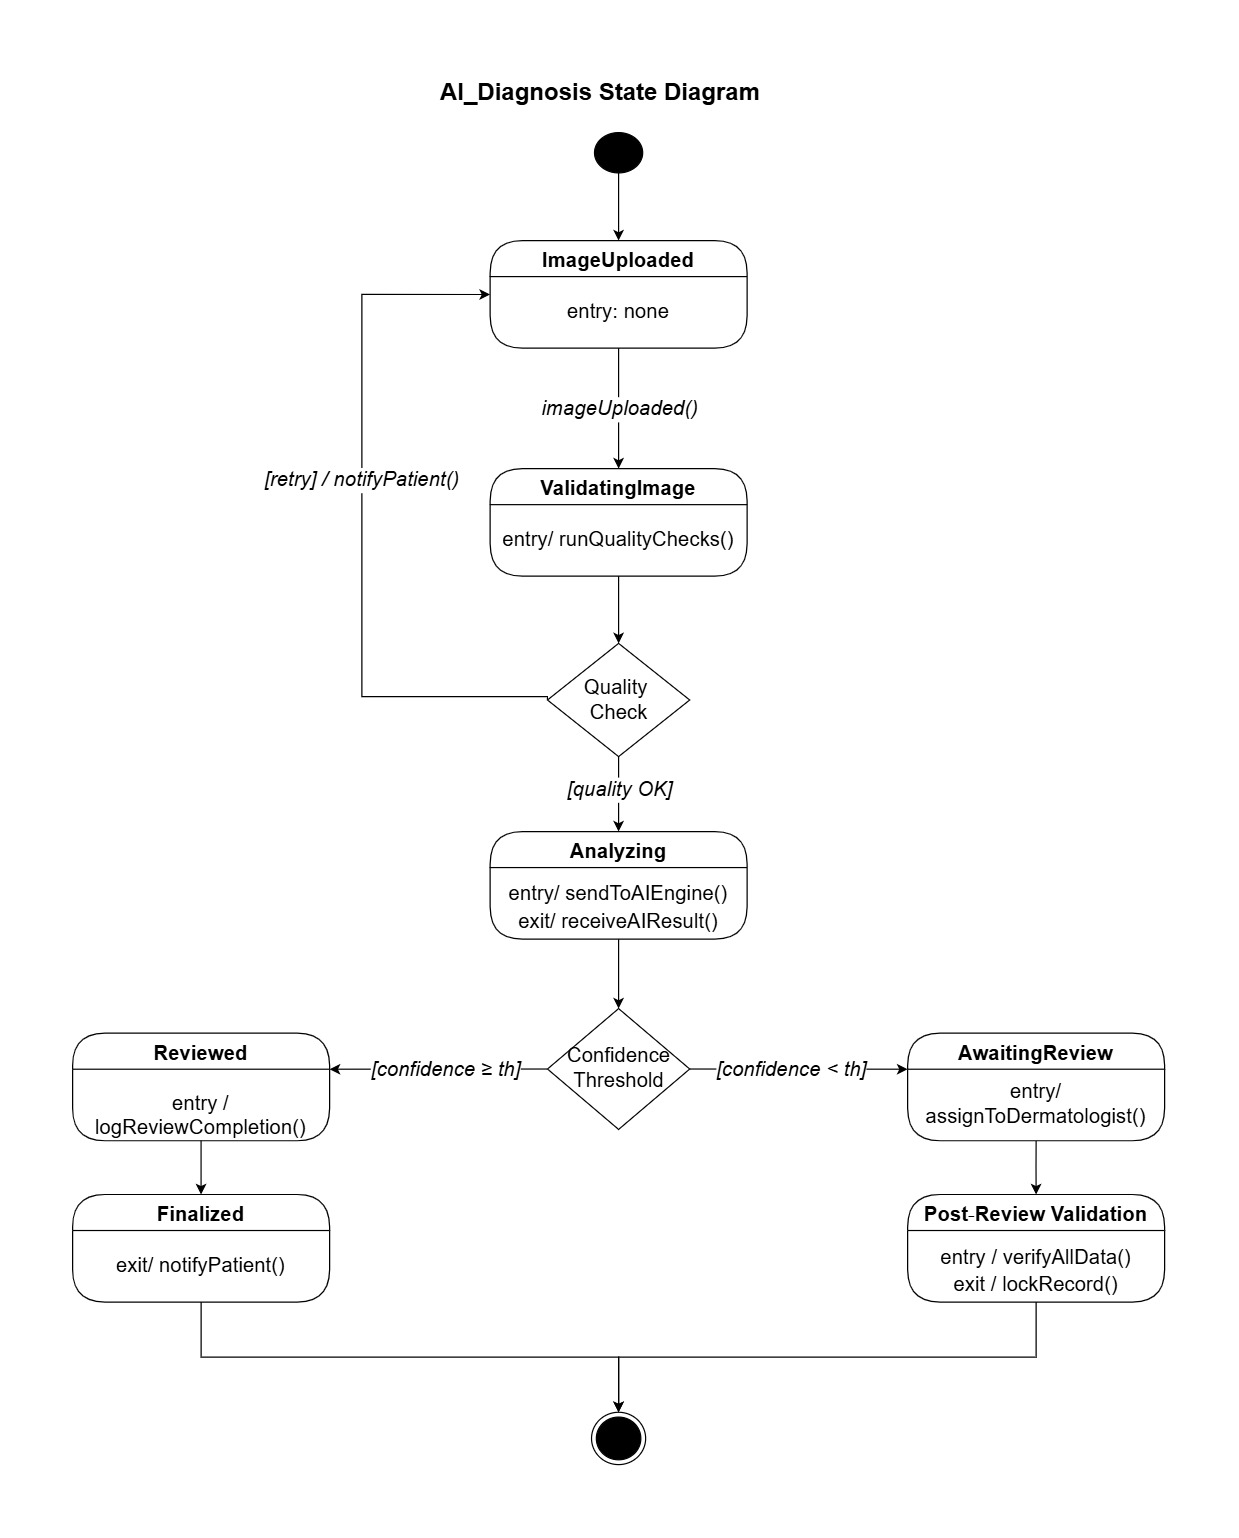 AI_Diagnosis State Diagram
ImageUploaded
entry: none
imageUploaded()
[retry] / notifyPatient()
ValidatingImage
entry/ runQualityChecks()
Quality
Check
[quality OK]
Analyzing
entry/ sendToAIEngine()
exit/ receiveAIResult()
Confidence
Threshold
[confidence ≥ th]
[confidence < th]
Reviewed
entry /
logReviewCompletion()
AwaitingReview
entry/
assignToDermatologist()
Finalized
exit/ notifyPatient()
Post-Review Validation
entry / verifyAllData()
exit / lockRecord()